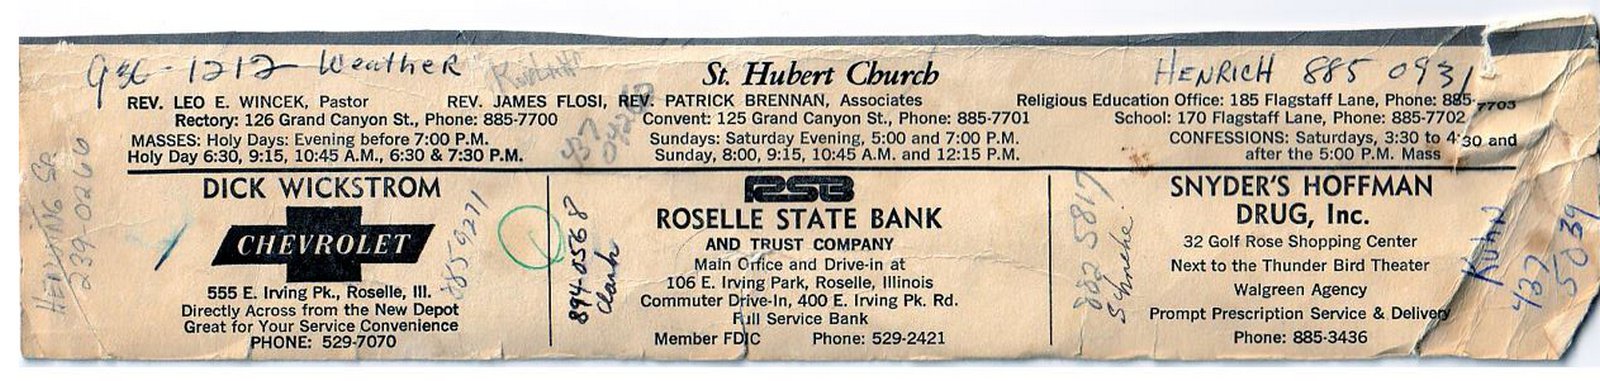 936-1212 Weather
HENRICH 885 0931
St. Hubert Church
REV. LEO E. WINCEK, Pastor REV. JAMES FLOSI, REV. PATRICK BRENNAN, Associates
Rectory: 126 Grand Canyon St., Phone: 885-7700 Convent: 125 Grand Canyon St., Phone: 885-7701
MASSES: Holy Days: Evening before 7:00 P.M. Sundays: Saturday Evening, 5:00 and 7:00 P.M.
Holy Day 6:30, 9:15, 10:45 A.M., 6:30 & 7:30 P.M. Sunday, 8:00, 9:15, 10:45 A.M. and 12:15 P.M.
Religious Education Office: 185 Flagstaff Lane, Phone: 885-7703
School: 170 Flagstaff Lane, Phone: 885-7702
CONFESSIONS: Saturdays, 3:30 to 4:30 and
after the 5:00 P.M. Mass
437
239-0266
DICK WICKSTROM
CHEVROLET
555 E. Irving Pk., Roselle, Ill.
Directly Across from the New Depot
Great for Your Service Convenience
PHONE: 529-7070
885 9271
894-0568
Clark
RSB
ROSELLE STATE BANK
AND TRUST COMPANY
Main Office and Drive-in at
106 E. Irving Park, Roselle, Illinois
Commuter Drive-In, 400 E. Irving Pk. Rd.
Full Service Bank
Member FDIC Phone: 529-2421
882 5817
SNYDER'S HOFFMAN
DRUG, Inc.
32 Golf Rose Shopping Center
Next to the Thunder Bird Theater
Walgreen Agency
Prompt Prescription Service & Delivery
Phone: 885-3436
Kuhn
437
5039